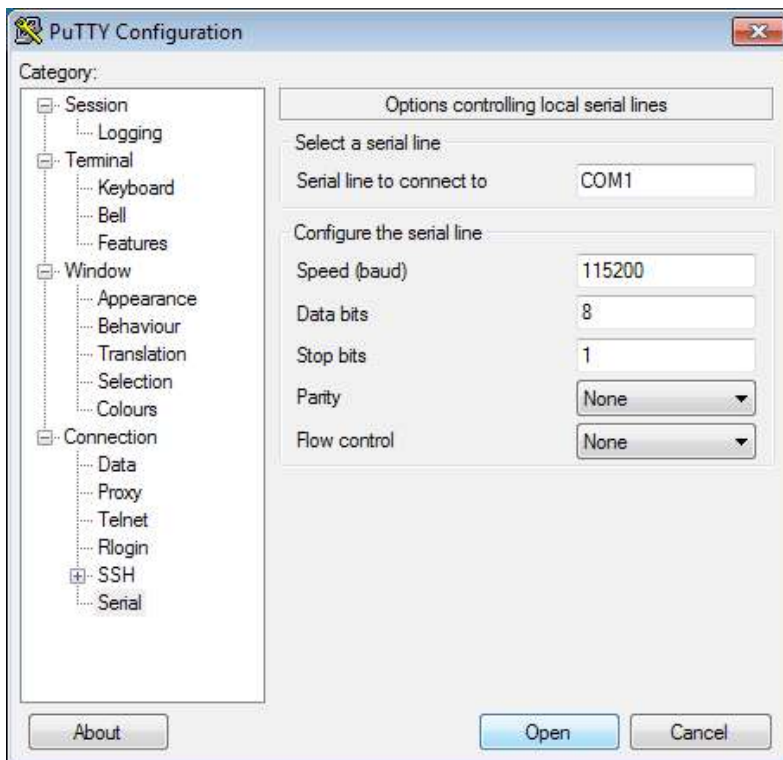 PuTTY Configuration
Category:
Session
Logging
Terminal
Keyboard
Bell
Features
Window
Appearance
Behaviour
Translation
Selection
Colours
Connection
Data
Proxy
Telnet
Rlogin
SSH
Serial
Options controlling local serial lines
Select a serial line
Serial line to connect to COM1
Configure the serial line
Speed (baud) 115200
Data bits 8
Stop bits 1
Parity None
Flow control None
About Open Cancel